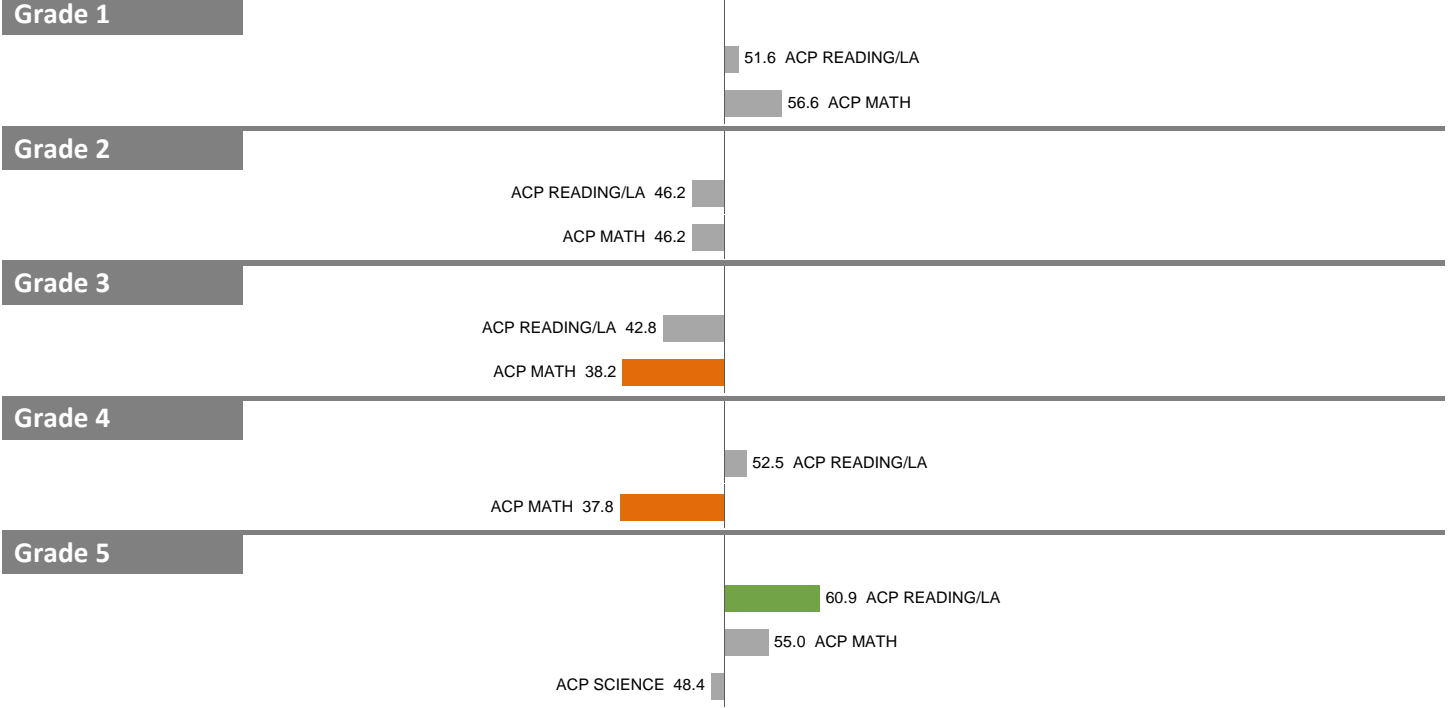 Grade 1
51.6 ACP READING/LA
56.6 ACP MATH
Grade 2
ACP READING/LA 46.2
ACP MATH 46.2
Grade 3
ACP READING/LA 42.8
ACP MATH 38.2
Grade 4
52.5 ACP READING/LA
ACP MATH 37.8
Grade 5
60.9 ACP READING/LA
55.0 ACP MATH
ACP SCIENCE 48.4